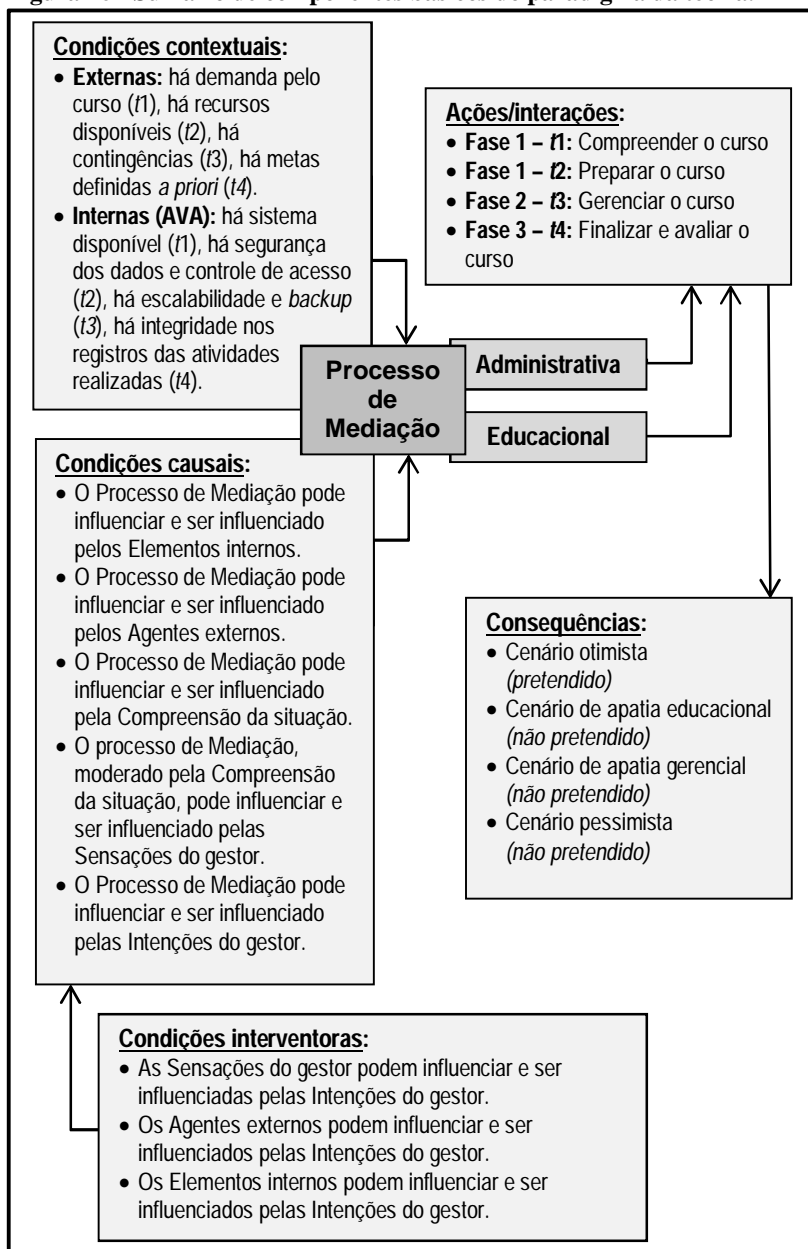 Condições contextuais:
• Externas: há demanda pelo
curso (t1), há recursos
disponíveis (t2), há
contingências (t3), há metas
definidas a priori (t4).
• Internas (AVA): há sistema
disponível (t1), há segurança
dos dados e controle de acesso
(t2), há escalabilidade e backup
(t3), há integridade nos
registros das atividades
realizadas (t4).
Ações/interações:
• Fase 1 – t1: Compreender o curso
• Fase 1 – t2: Preparar o curso
• Fase 2 – t3: Gerenciar o curso
• Fase 3 – t4: Finalizar e avaliar o
curso
Processo
de
Mediação
Administrativa
Educacional
Condições causais:
• O Processo de Mediação pode
influenciar e ser influenciado
pelos Elementos internos.
• O Processo de Mediação pode
influenciar e ser influenciado
pelos Agentes externos.
• O Processo de Mediação pode
influenciar e ser influenciado
pela Compreensão da situação.
• O processo de Mediação,
moderado pela Compreensão
da situação, pode influenciar e
ser influenciado pelas
Sensações do gestor.
• O Processo de Mediação pode
influenciar e ser influenciado
pelas Intenções do gestor.
Consequências:
• Cenário otimista
(pretendido)
• Cenário de apatia educacional
(não pretendido)
• Cenário de apatia gerencial
(não pretendido)
• Cenário pessimista
(não pretendido)
Condições interventoras:
• As Sensações do gestor podem influenciar e ser
influenciadas pelas Intenções do gestor.
• Os Agentes externos podem influenciar e ser
influenciados pelas Intenções do gestor.
• Os Elementos internos podem influenciar e ser
influenciados pelas Intenções do gestor.